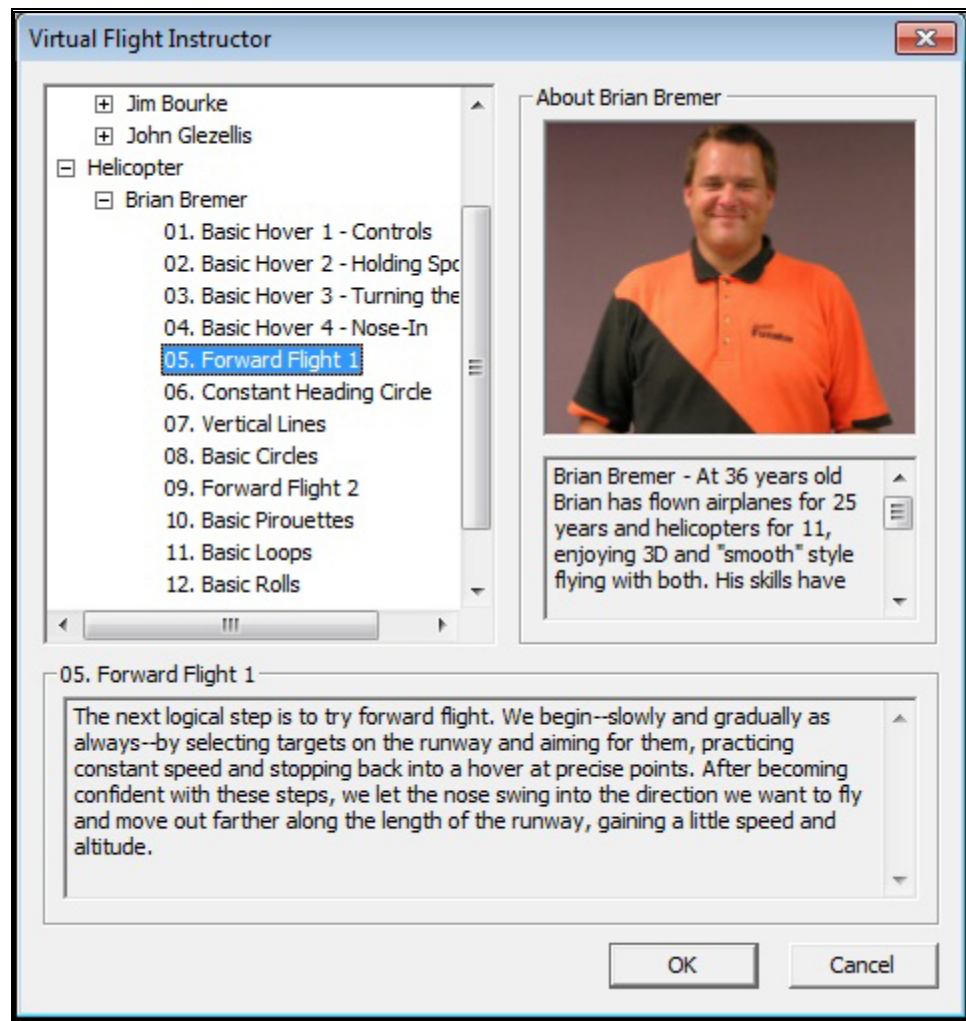 Virtual Flight Instructor
Jim Bourke
John Glezellis
Helicopter
Brian Bremer
01. Basic Hover 1 - Controls
02. Basic Hover 2 - Holding Spo
03. Basic Hover 3 - Turning the
04. Basic Hover 4 - Nose-In
05. Forward Flight 1
06. Constant Heading Circle
07. Vertical Lines
08. Basic Circles
09. Forward Flight 2
10. Basic Pirouettes
11. Basic Loops
12. Basic Rolls
About Brian Bremer
Futaba
Brian Bremer - At 36 years old
Brian has flown airplanes for 25
years and helicopters for 11,
enjoying 3D and "smooth" style
flying with both. His skills have
05. Forward Flight 1
The next logical step is to try forward flight. We begin--slowly and gradually as
always--by selecting targets on the runway and aiming for them, practicing
constant speed and stopping back into a hover at precise points. After becoming
confident with these steps, we let the nose swing into the direction we want to fly
and move out farther along the length of the runway, gaining a little speed and
altitude.
OK
Cancel